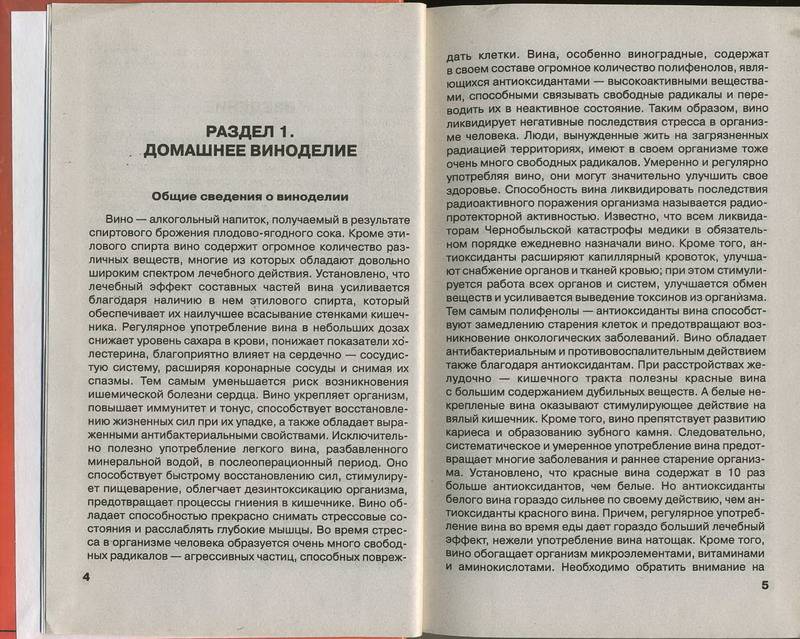 РАЗДЕЛ 1.
ДОМАШНЕЕ ВИНОДЕЛИЕ
Общие сведения о виноделии
Вино — алкогольный напиток, получаемый в результате
спиртового брожения плодово-ягодного сока. Кроме эти-
лового спирта вино содержит огромное количество раз-
личных веществ, многие из которых обладают довольно
широким спектром лечебного действия. Установлено, что
лечебный эффект составных частей вина усиливается
благодаря наличию в нем этилового спирта, который
обеспечивает их наилучшее всасывание стенками кишеч-
ника. Регулярное употребление вина в небольших дозах
снижает уровень сахара в крови, понижает показатели хо-
лестерина, благоприятно влияет на сердечно — сосудис-
тую систему, расширяя коронарные сосуды и снимая их
спазмы. Тем самым уменьшается риск возникновения
ишемической болезни сердца. Вино укрепляет организм,
повышает иммунитет и тонус, способствует восстановле-
нию жизненных сил при их упадке, а также обладает выра-
женными антибактериальными свойствами. Исключитель-
но полезно употребление легкого вина, разбавленного
минеральной водой, в послеоперационный период. Оно
способствует быстрому восстановлению сил, стимулиру-
ет пищеварение, облегчает дезинтоксикацию организма,
предотвращает процессы гниения в кишечнике. Вино об-
ладает способностью прекрасно снимать стрессовые со-
стояния и расслаблять глубокие мышцы. Во время стрес-
са в организме человека образуется очень много свобод-
ных радикалов — агрессивных частиц, способных повреж-
4
дать клетки. Вина, особенно виноградные, содержат
в своем составе огромное количество полифенолов, явля-
ющихся антиоксидантами — высокоактивными вещества-
ми, способными связывать свободные радикалы и пере-
водить их в неактивное состояние. Таким образом, вино
ликвидирует негативные последствия стресса в организ-
ме человека. Люди, вынужденные жить на загрязненных
радиацией территориях, имеют в своем организме тоже
очень много свободных радикалов. Умеренно и регулярно
употребляя вино, они могут значительно улучшить свое
здоровье. Способность вина ликвидировать последствия
радиоактивного поражения организма называется радио-
протекторной активностью. Известно, что всем ликвида-
торам Чернобыльской катастрофы медики в обязатель-
ном порядке ежедневно назначали вино. Кроме того, ан-
тиоксиданты расширяют капиллярный кровоток, улучша-
ют снабжение органов и тканей кровью; при этом стимули-
руется работа всех органов и систем, улучшается обмен
веществ и усиливается выведение токсинов из организма.
Тем самым полифенолы — антиоксиданты вина способст-
вуют замедлению старения клеток и предотвращают воз-
никновение онкологических заболеваний. Вино обладает
антибактериальным и противовоспалительным действием
также благодаря антиоксидантам. При расстройствах же-
лудочно — кишечного тракта полезны красные вина
с большим содержанием дубильных веществ. А белые не-
крепленые вина оказывают стимулирующее действие на
вялый кишечник. Кроме того, вино препятствует развитию
кариеса и образованию зубного камня. Следовательно,
систематическое и умеренное употребление вина предот-
вращает многие заболевания и раннее старение организ-
ма. Установлено, что красные вина содержат в 10 раз
больше антиоксидантов, чем белые. Но антиоксиданты
белого вина гораздо сильнее по своему действию, чем ан-
тиоксиданты красного вина. Причем, регулярное употреб-
ление вина во время еды дает гораздо больший лечебный
эффект, нежели употребление вина натощак. Кроме того,
вино обогащает организм микроэлементами, витаминами
и аминокислотами. Необходимо обратить внимание на
5